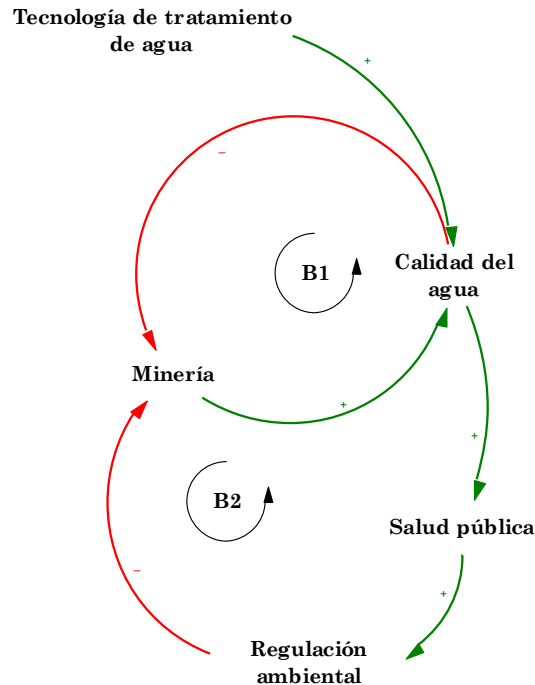 Tecnología de tratamiento
de agua
+
−
B1
Calidad del
agua
Minería
+
+
B2
Salud pública
+
−
Regulación
ambiental